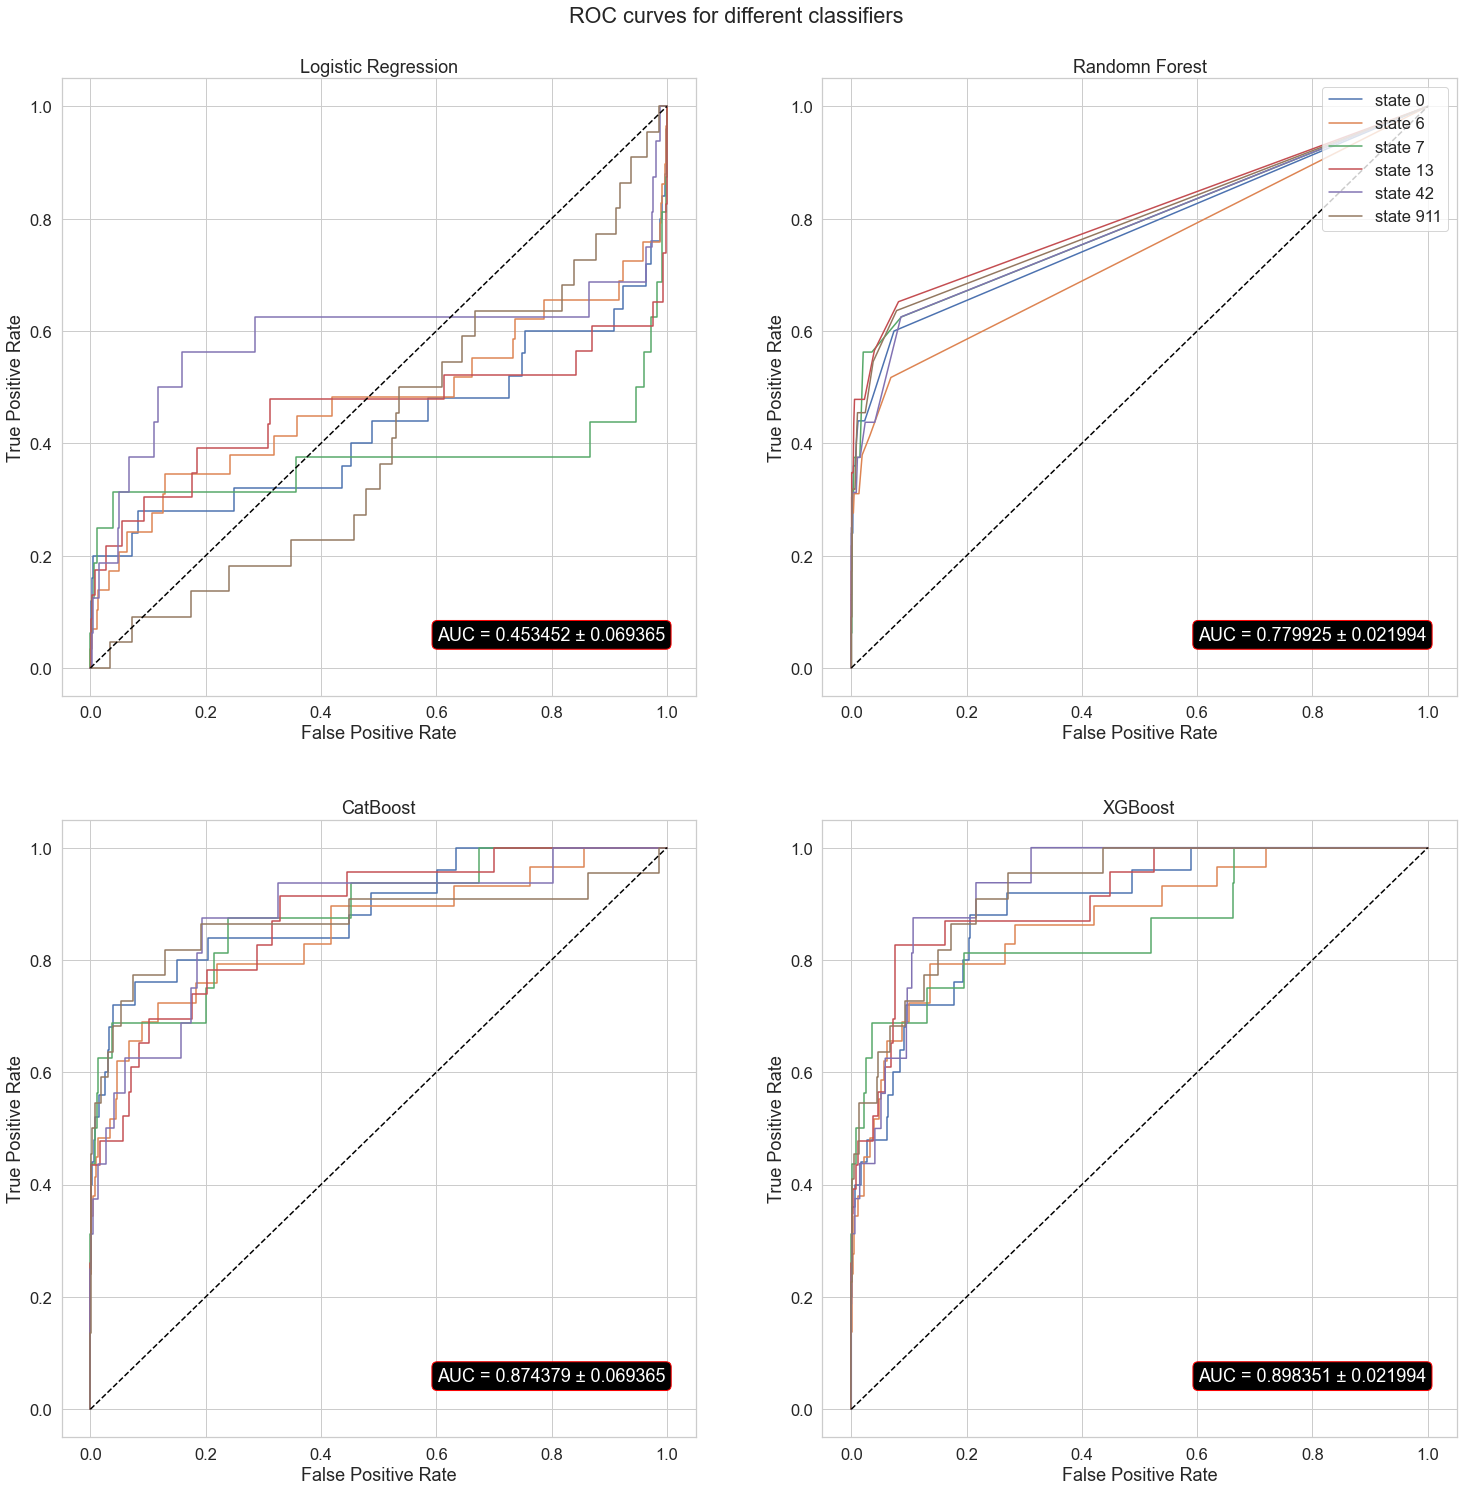 ROC curves for different classifiers
Logistic Regression
True Positive Rate
1.0
0.8
0.6
0.4
0.2
0.0
AUC = 0.453452 ± 0.069365
0.0 0.2 0.4 0.6 0.8 1.0
False Positive Rate
Randomn Forest
True Positive Rate
1.0
0.8
0.6
0.4
0.2
0.0
state 0
state 6
state 7
state 13
state 42
state 911
AUC = 0.779925 ± 0.021994
0.0 0.2 0.4 0.6 0.8 1.0
False Positive Rate
CatBoost
True Positive Rate
1.0
0.8
0.6
0.4
0.2
0.0
AUC = 0.874379 ± 0.069365
0.0 0.2 0.4 0.6 0.8 1.0
False Positive Rate
XGBoost
True Positive Rate
1.0
0.8
0.6
0.4
0.2
0.0
AUC = 0.898351 ± 0.021994
0.0 0.2 0.4 0.6 0.8 1.0
False Positive Rate